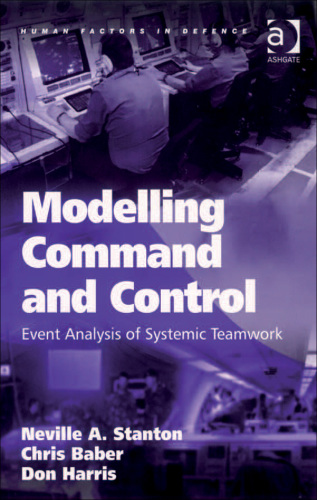 HUMAN FACTORS IN DEFENCE
A
ASHGATE
Modelling
Command
and Control
Event Analysis of Systemic Teamwork
Neville A. Stanton
Chris Baber
Don Harris